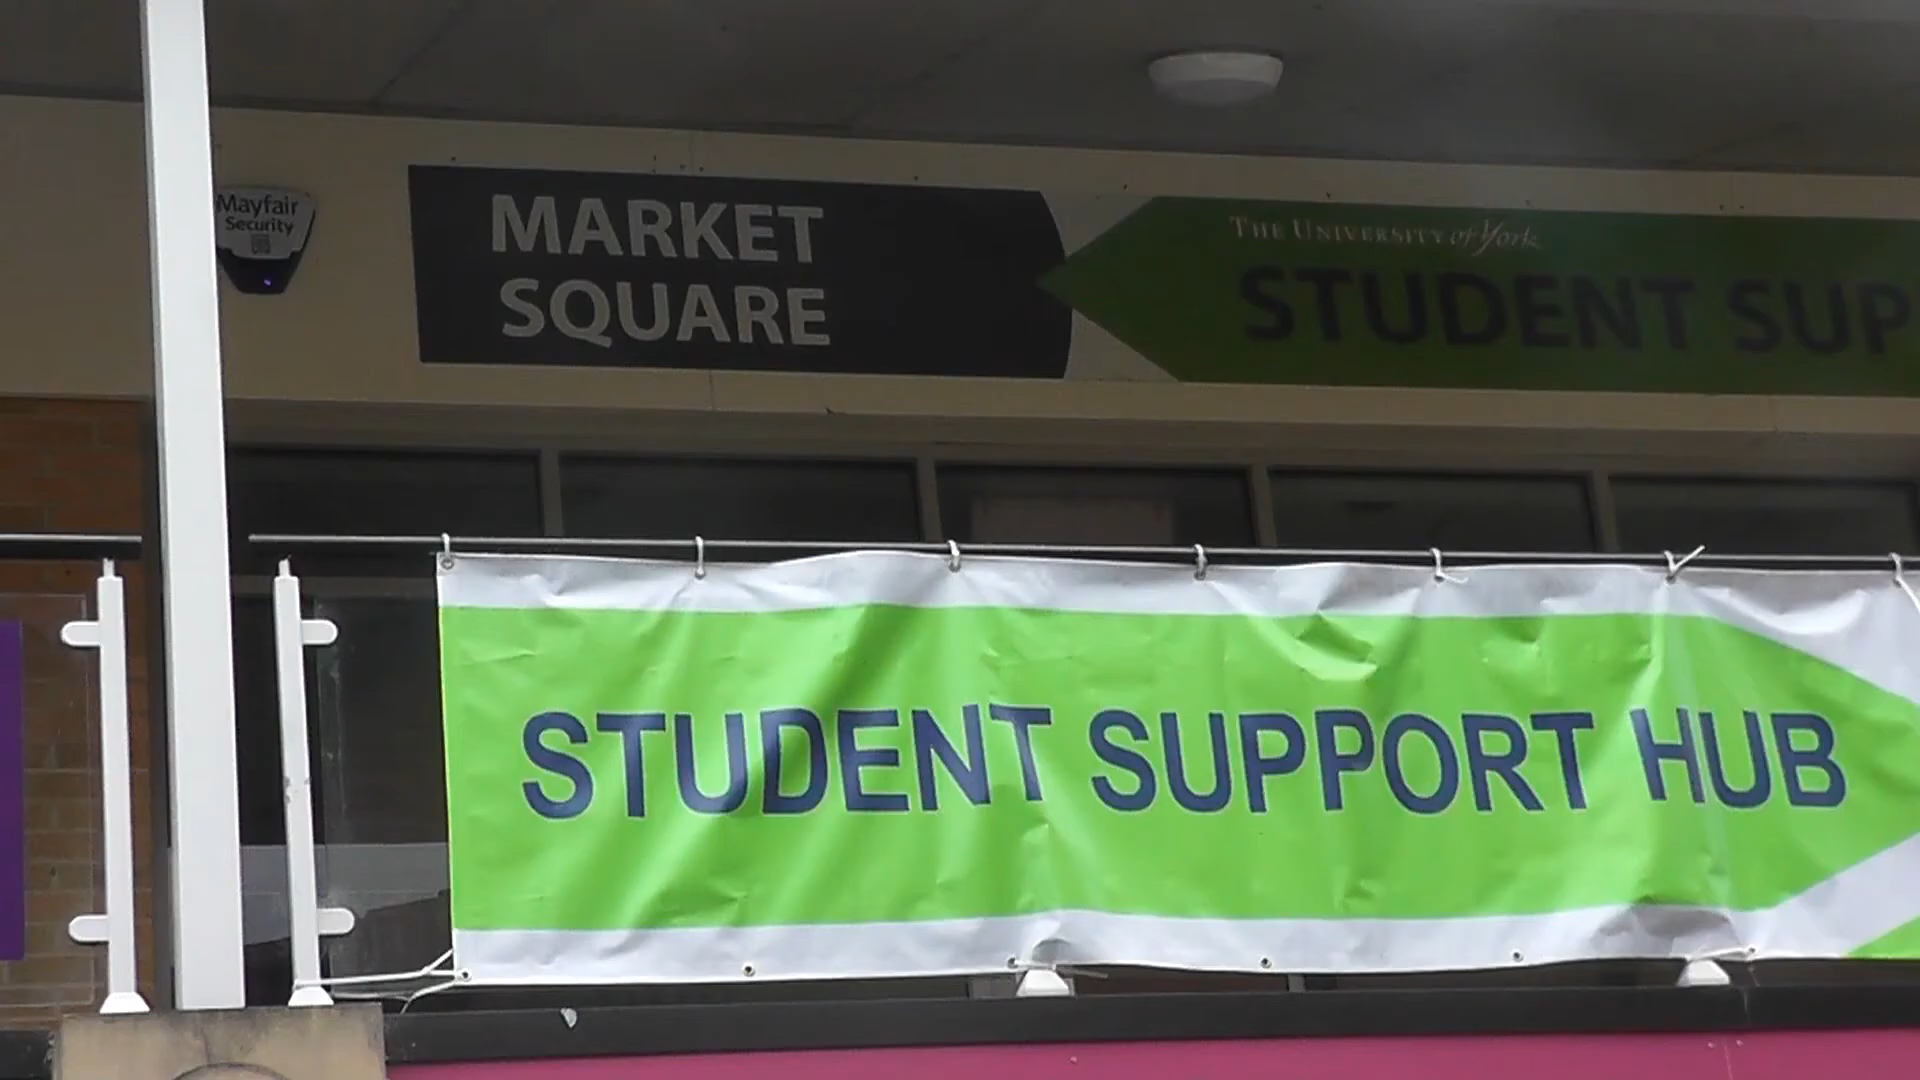 Mayfair
Security
MARKET
SQUARE
THE UNIVERSITY of York
STUDENT SUP
STUDENT SUPPORT HUB